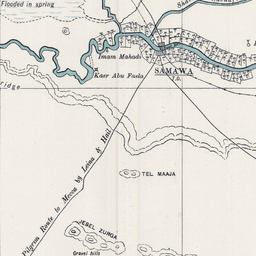 Flooded in spring
Imam Mahadi
Kasr Abu Fasla
SAMAWA
T.O.
ridge
TEL MAAJA
Pilgrim Route to Mecca by Leina & Hail
JEBEL ZURGA
Gravel hills